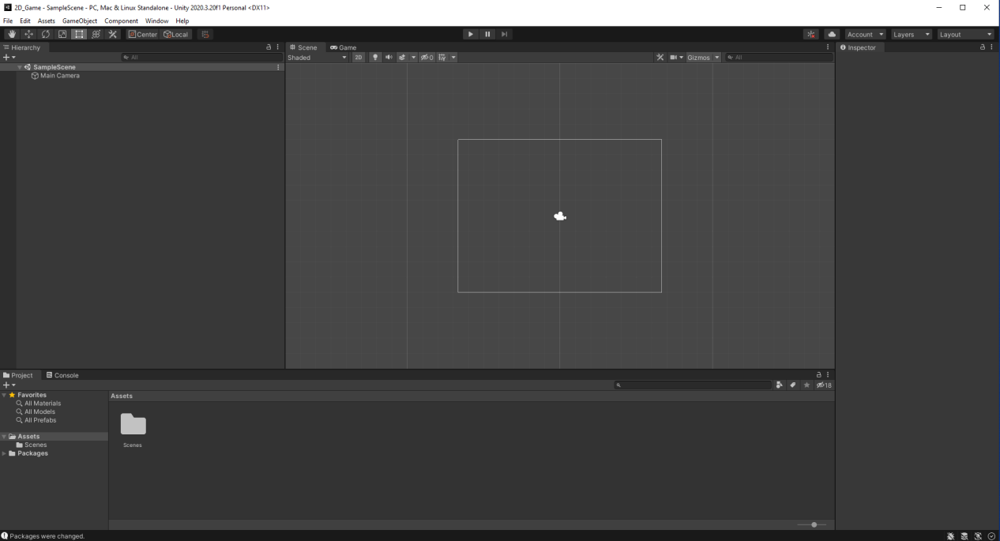 2D_Game - SampleScene - PC, Mac & Linux Standalone - Unity 2020.3.20f1 Personal <DX11>
File Edit Assets GameObject Component Window Help
Center Local Account Layers Layout
Hierarchy
All
SampleScene
Main Camera
Scene Game
Shaded 2D 0 Gizmos All
Inspector
Project Console
18
Favorites
All Materials
All Models
All Prefabs
Assets
Scenes
Packages
Assets
Scenes
Packages were changed.